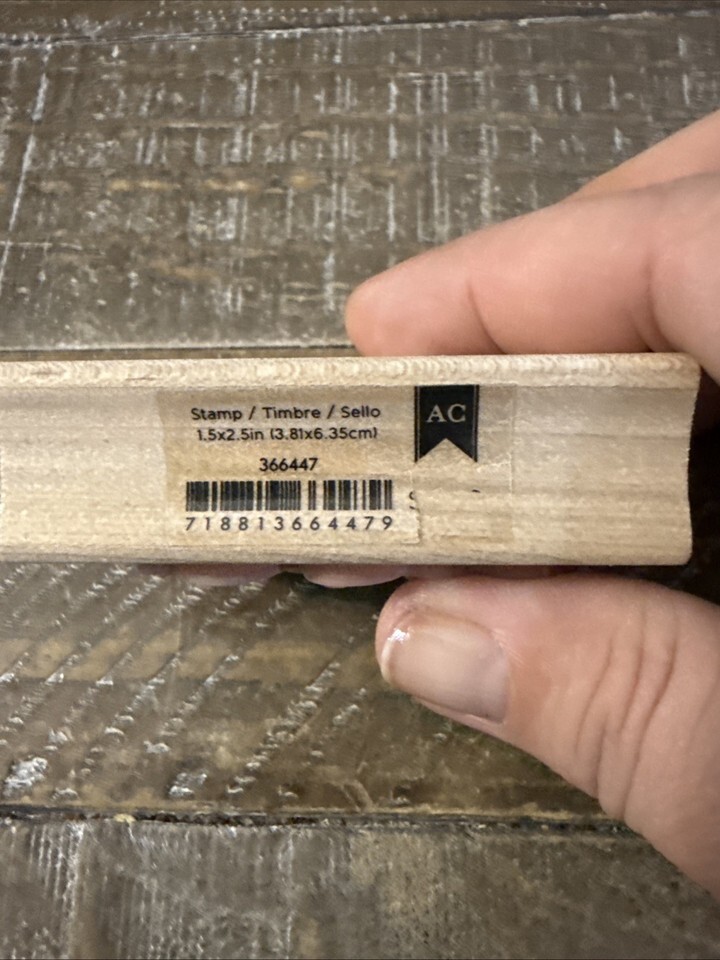 Stamp / Timbre / Sello
1.5x2.5in (3.81x6.35cm)
366447
718813664479
AC